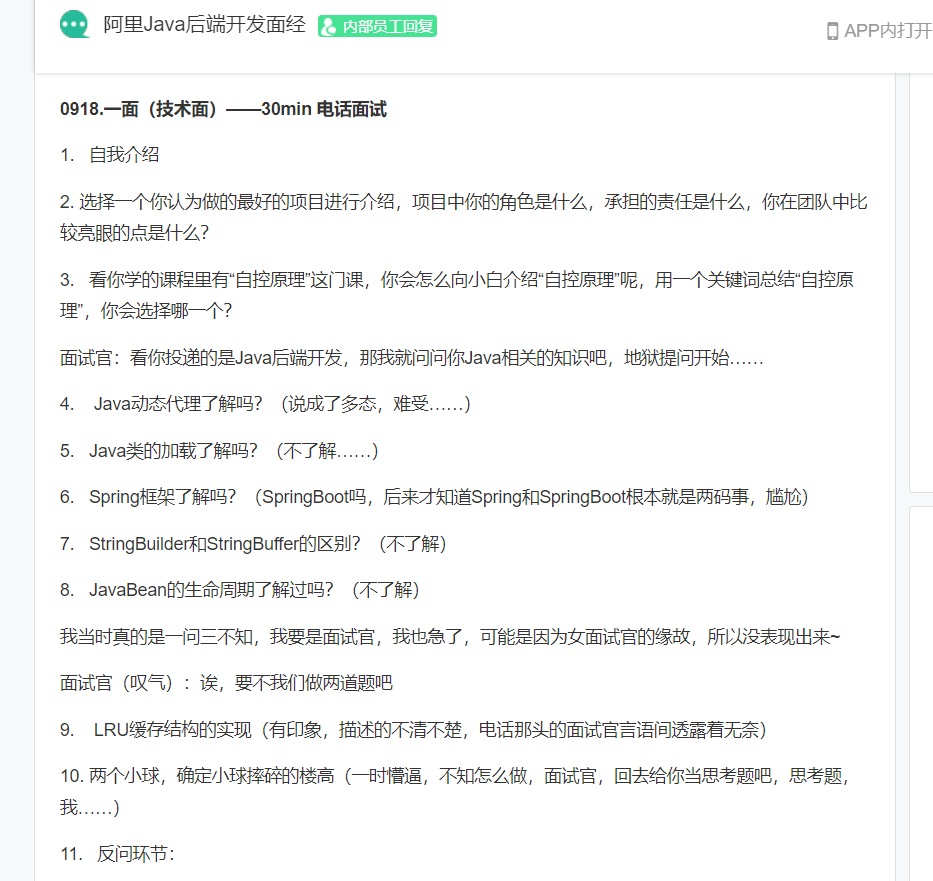 阿里Java后端开发面经 内部员工回复
APP内打开
0918.一面（技术面）——30min 电话面试
1. 自我介绍
2. 选择一个你认为做的最好的项目进行介绍，项目中你的角色是什么，承担的责任是什么，你在团队中比
较亮眼的点是什么？
3. 看你学的课程里有“自控原理”这门课，你会怎么向小白介绍“自控原理”呢，用一个关键词总结“自控原
理”，你会选择哪一个？
面试官：看你投递的是Java后端开发，那我就问问你Java相关的知识吧，地狱提问开始……
4. Java动态代理了解吗？（说成了多态，难受……）
5. Java类的加载了解吗？（不了解……）
6. Spring框架了解吗？（SpringBoot吗，后来才知道Spring和SpringBoot根本就是两码事，尴尬）
7. StringBuilder和StringBuffer的区别？（不了解）
8. JavaBean的生命周期了解过吗？（不了解）
我当时真的是一问三不知，我要是面试官，我也急了，可能是因为女面试官的缘故，所以没表现出来~
面试官（叹气）：诶，要不我们做两道题吧
9. LRU缓存结构的实现（有印象，描述的不清不楚，电话那头的面试官言语间透露着无奈）
10. 两个小球，确定小球摔碎的楼高（一时懵逼，不知怎么做，面试官，回去给你当思考题吧，思考题，
我……）
11. 反问环节：